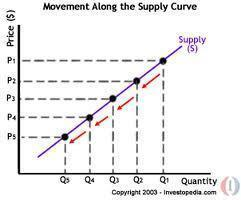 Movement Along the Supply Curve
Price ($)
Supply
(S)
P1
P2
P3
P4
P5
Q5 Q4 Q3 Q2 Q1 Quantity
Copyright 2003 - Investopedia.com